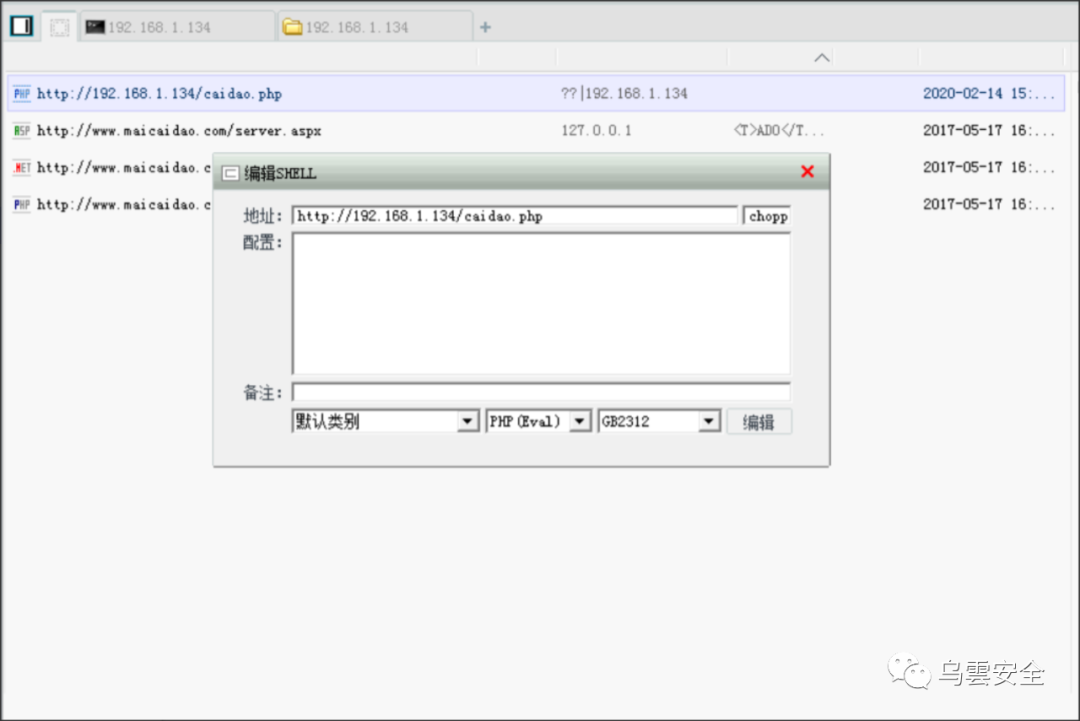 192.168.1.134 192.168.1.134 +
PHP http://192.168.1.134/caidao.php ??|192.168.1.134 2020-02-14 15:...
ASP http://www.maicaidao.com/server.aspx 127.0.0.1 <T>ADO</T... 2017-05-17 16:...
.NET http://www.maicaidao.c 2017-05-17 16:...
PHP http://www.maicaidao.c 2017-05-17 16:...
编辑SHELL
地址: http://192.168.1.134/caidao.php chopp
配置:
备注:
默认类别 PHP(Eval) GB2312 编辑
乌雲安全